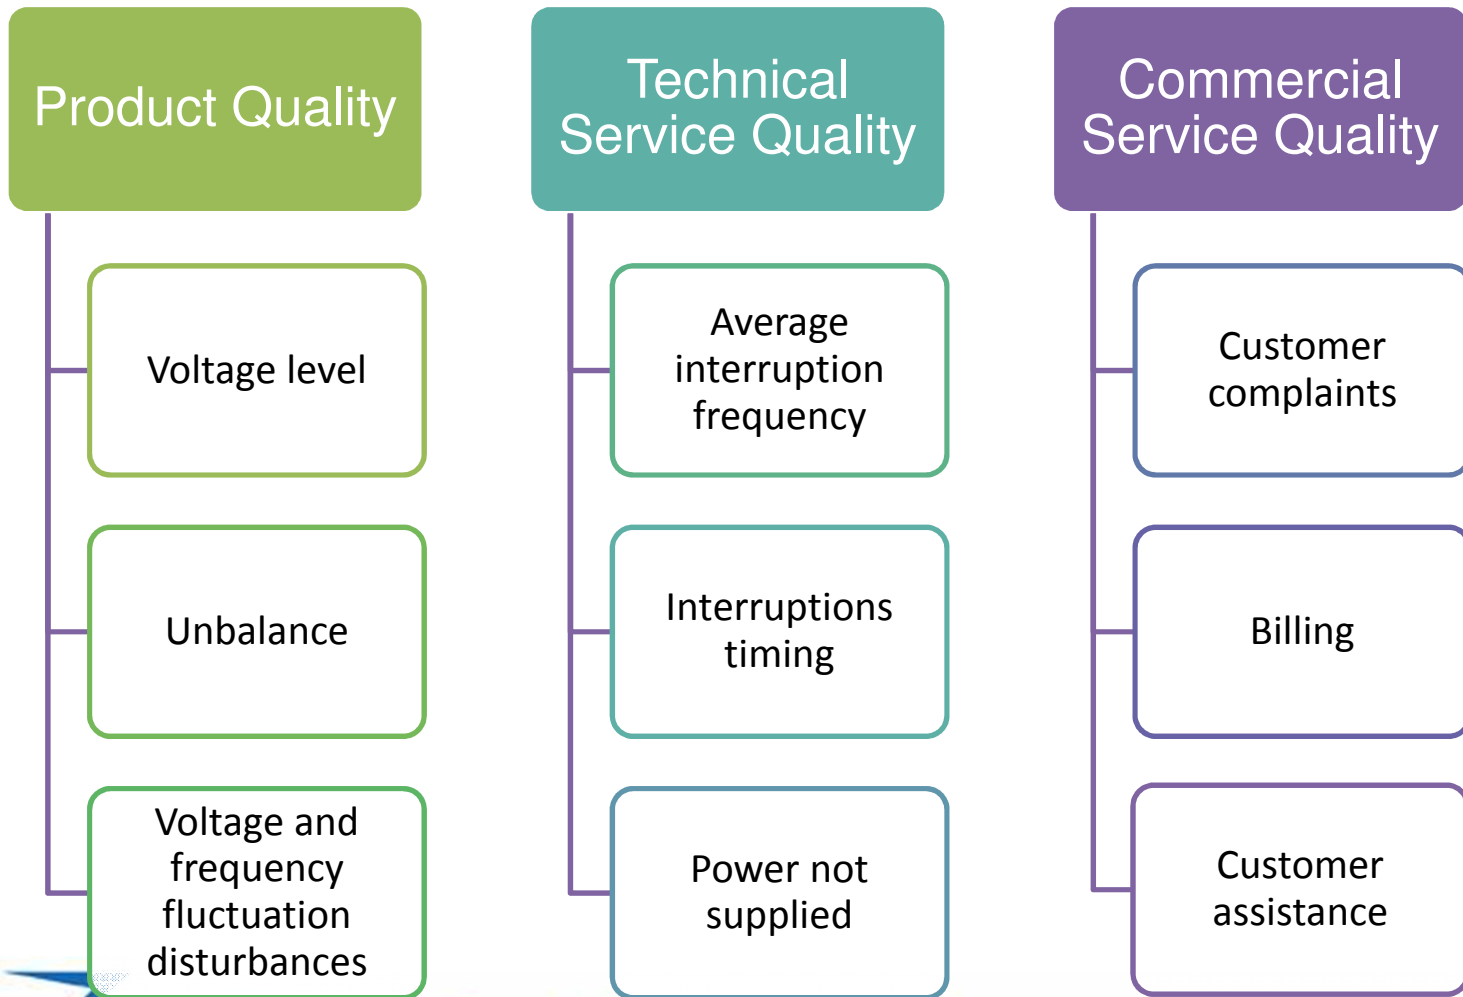 Product Quality
Voltage level
Unbalance
Voltage and
frequency
fluctuation
disturbances
Technical
Service Quality
Average
interruption
frequency
Interruptions
timing
Power not
supplied
Commercial
Service Quality
Customer
complaints
Billing
Customer
assistance